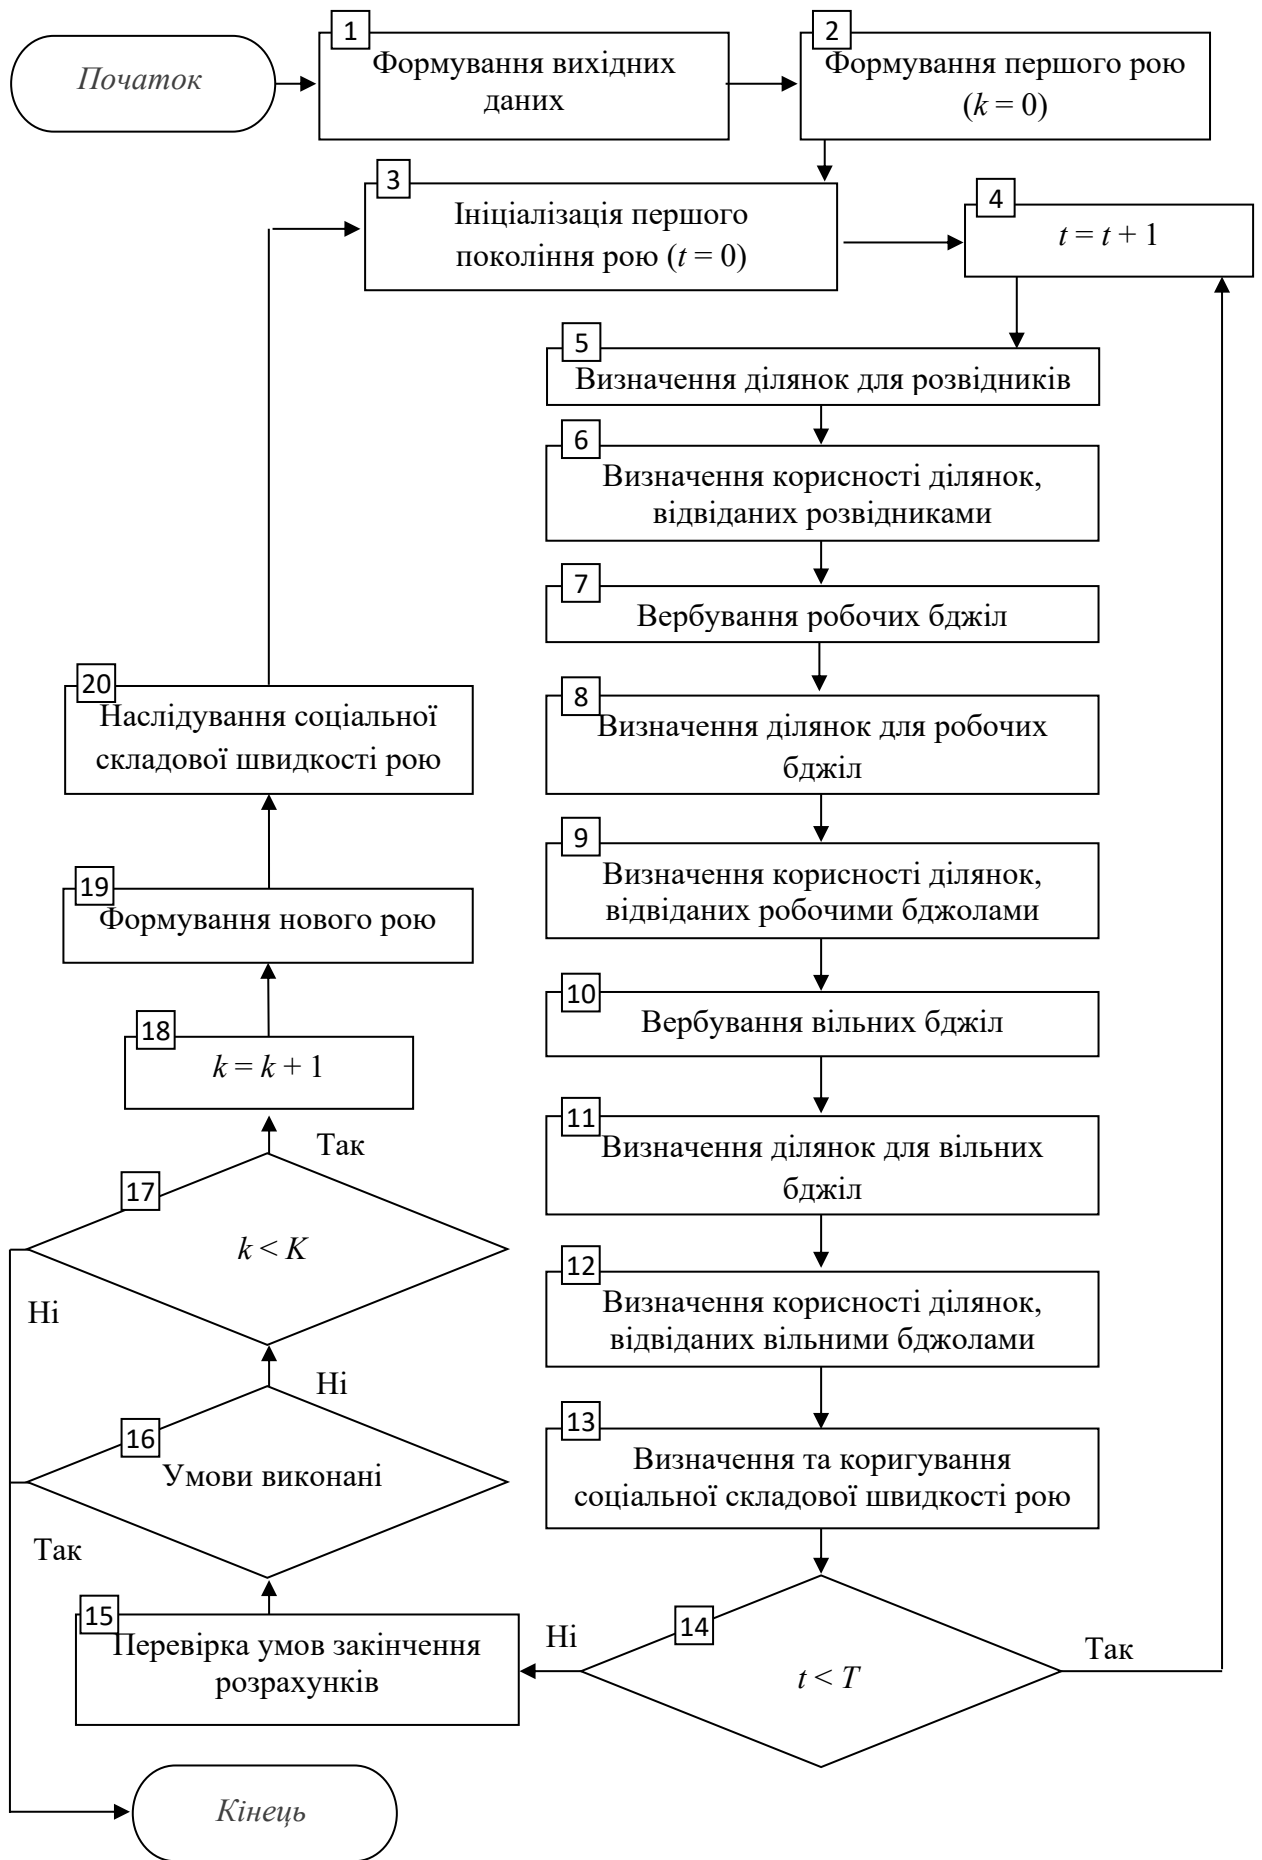 Початок
1
Формування вихідних
даних
2
Формування першого рою
(k = 0)
3
Ініціалізація першого
покоління рою (t = 0)
4
t = t + 1
5
Визначення ділянок для розвідників
6
Визначення корисності ділянок,
відвіданих розвідниками
7
Вербування робочих бджіл
8
Визначення ділянок для робочих
бджіл
9
Визначення корисності ділянок,
відвіданих робочими бджолами
10
Вербування вільних бджіл
11
Визначення ділянок для вільних
бджіл
12
Визначення корисності ділянок,
відвіданих вільними бджолами
13
Визначення та коригування
соціальної складової швидкості рою
14
t < T
Так
Ні
15
Перевірка умов закінчення
розрахунків
16
Умови виконані
Так
Ні
17
k < K
Ні
Так
18
k = k + 1
19
Формування нового рою
20
Наслідування соціальної
складової швидкості рою
Кінець